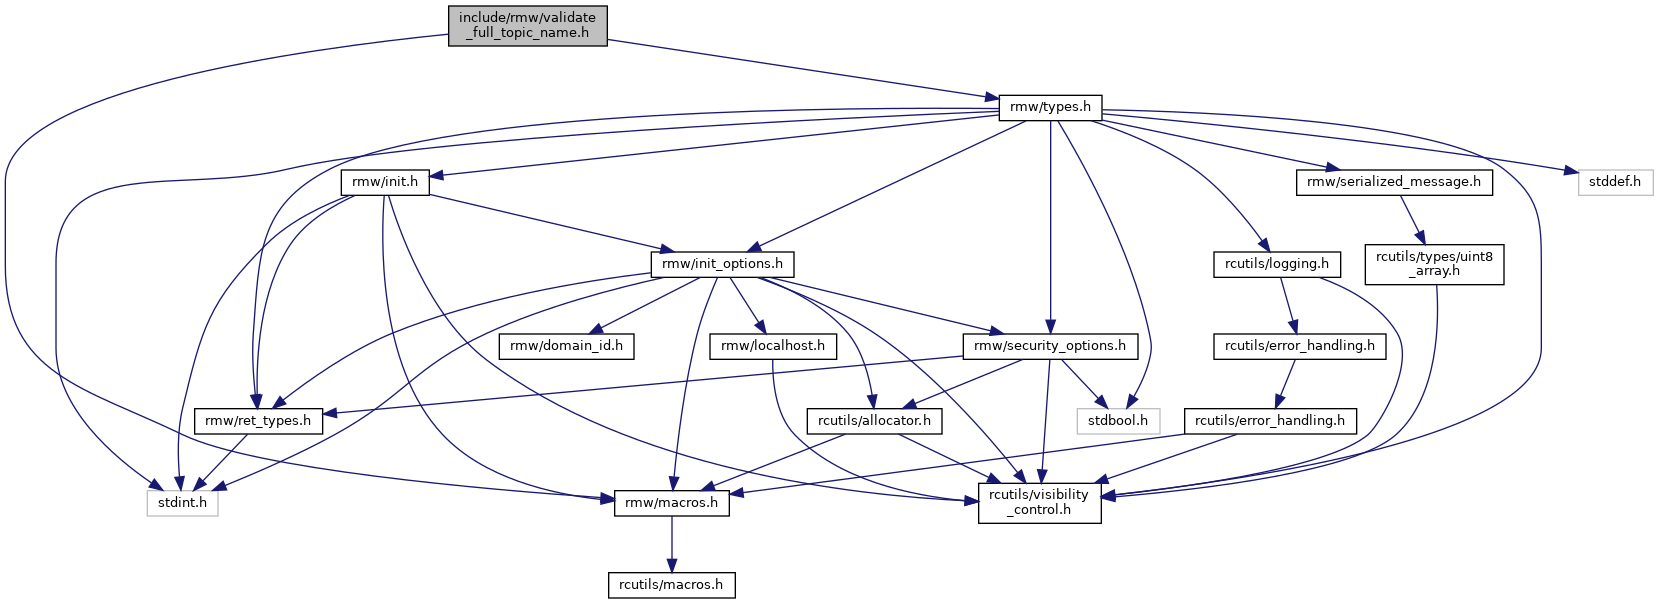 include/rmw/validate
_full_topic_name.h
rmw/types.h
rmw/init.h
rmw/serialized_message.h
stddef.h
rmw/init_options.h
rcutils/logging.h
rcutils/types/uint8
_array.h
rmw/domain_id.h
rmw/localhost.h
rmw/security_options.h
rcutils/error_handling.h
rmw/ret_types.h
rcutils/allocator.h
stdbool.h
rcutils/error_handling.h
stdint.h
rmw/macros.h
rcutils/visibility
_control.h
rcutils/macros.h